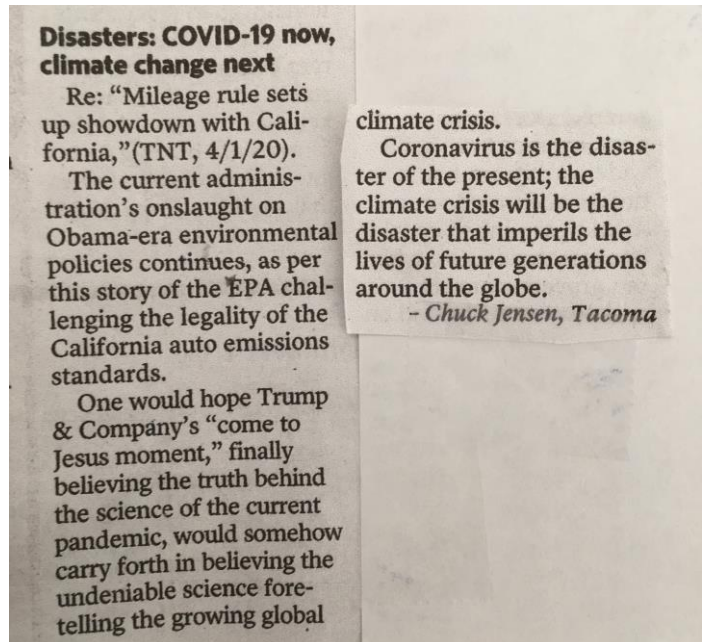 Disasters: COVID-19 now,
climate change next
Re: “Mileage rule sets
up showdown with Cali-
fornia,”(TNT, 4/1/20).
The current adminis-
tration’s onslaught on
Obama-era environmental
policies continues, as per
this story of the EPA chal-
lenging the legality of the
California auto emissions
standards.
One would hope Trump
& Company’s “come to
Jesus moment,” finally
believing the truth behind
the science of the current
pandemic, would somehow
carry forth in believing the
undeniable science fore-
telling the growing global
climate crisis.
Coronavirus is the disas-
ter of the present; the
climate crisis will be the
disaster that imperils the
lives of future generations
around the globe.
– Chuck Jensen, Tacoma